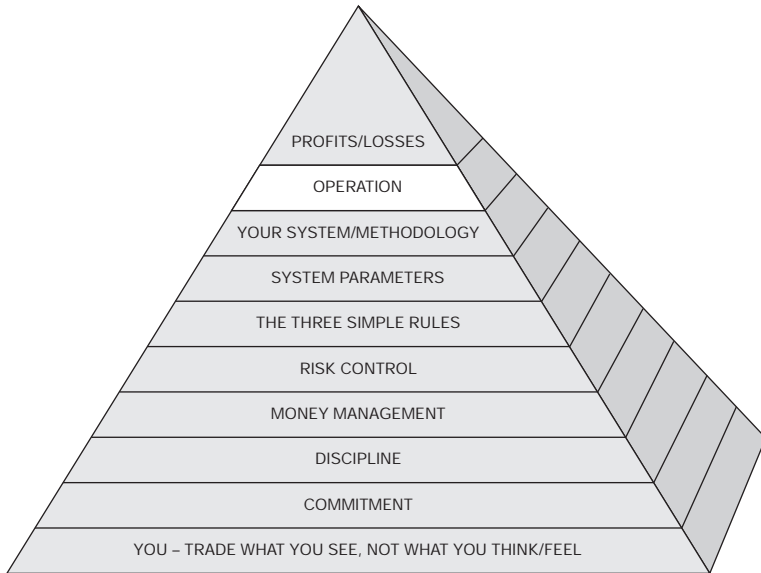 PROFITS/LOSSES
OPERATION
YOUR SYSTEM/METHODOLOGY
SYSTEM PARAMETERS
THE THREE SIMPLE RULES
RISK CONTROL
MONEY MANAGEMENT
DISCIPLINE
COMMITMENT
YOU – TRADE WHAT YOU SEE, NOT WHAT YOU THINK/FEEL